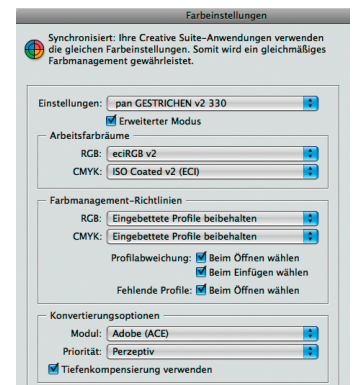 Farbeinstellungen
Synchronisiert: Ihre Creative Suite-Anwendungen verwenden
die gleichen Farbeinstellungen. Somit wird ein gleichmäßiges
Farbmanagement gewährleistet.
Einstellungen: pan GESTRICHEN v2 330
Erweiterter Modus
Arbeitsfarbräume
RGB: eciRGB v2
CMYK: ISO Coated v2 (ECI)
Farbmanagement-Richtlinien
RGB: Eingebettete Profile beibehalten
CMYK: Eingebettete Profile beibehalten
Profilabweichung: Beim Öffnen wählen
Beim Einfügen wählen
Fehlende Profile: Beim Öffnen wählen
Konvertierungsoptionen
Modul: Adobe (ACE)
Priorität: Perzeptiv
Tiefenkompensierung verwenden